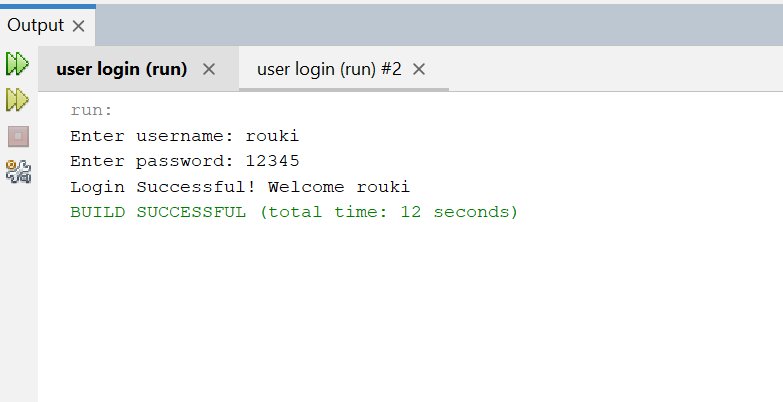 Output
user login (run)
user login (run) #2
run:
Enter username: rouki
Enter password: 12345
Login Successful! Welcome rouki
BUILD SUCCESSFUL (total time: 12 seconds)